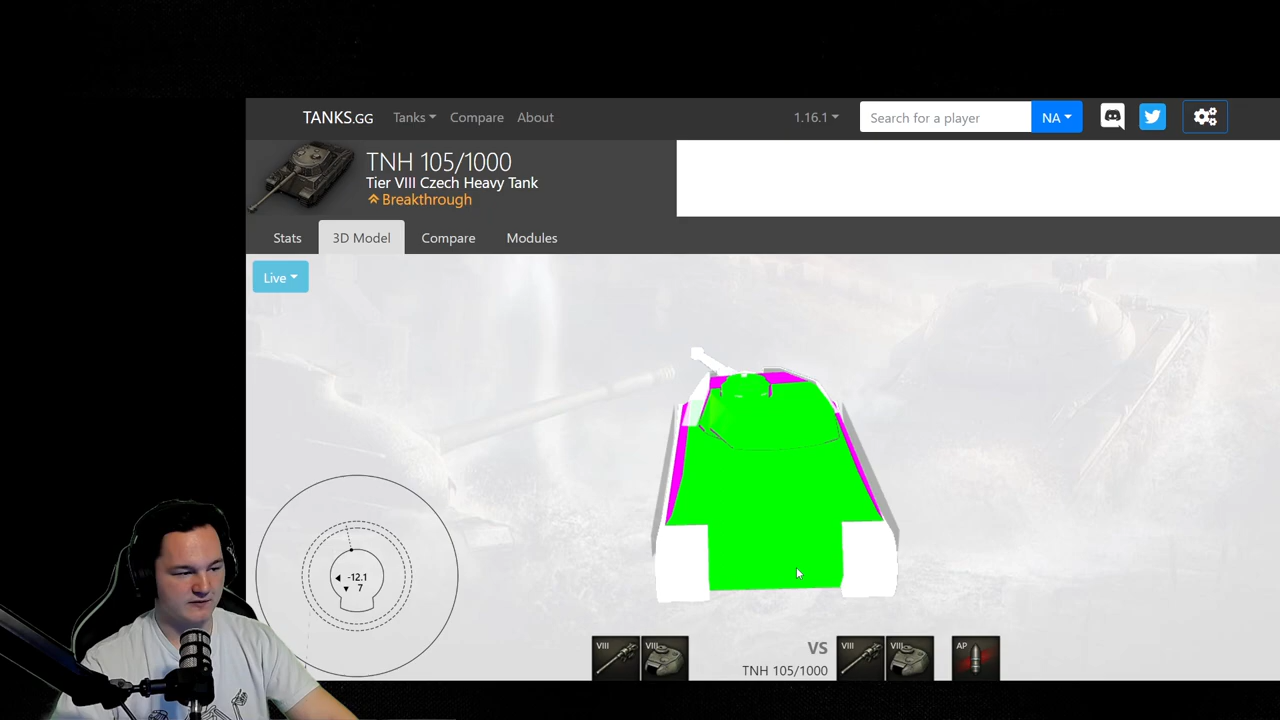 TANKS.GG Tanks Compare About 1.16.1 Search for a player NA
TNH 105/1000
Tier VIII Czech Heavy Tank
Breakthrough
Stats 3D Model Compare Modules
Live
-12.1
7
VIII VIII VS VIII VIII AP
TNH 105/1000